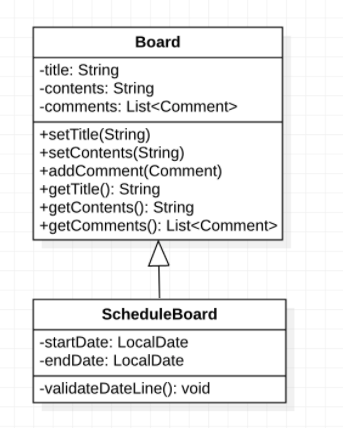 Board
-title: String
-contents: String
-comments: List<Comment>
+setTitle(String)
+setContents(String)
+addComment(Comment)
+getTitle(): String
+getContents(): String
+getComments(): List<Comment>
ScheduleBoard
-startDate: LocalDate
-endDate: LocalDate
-validateDateLine(): void